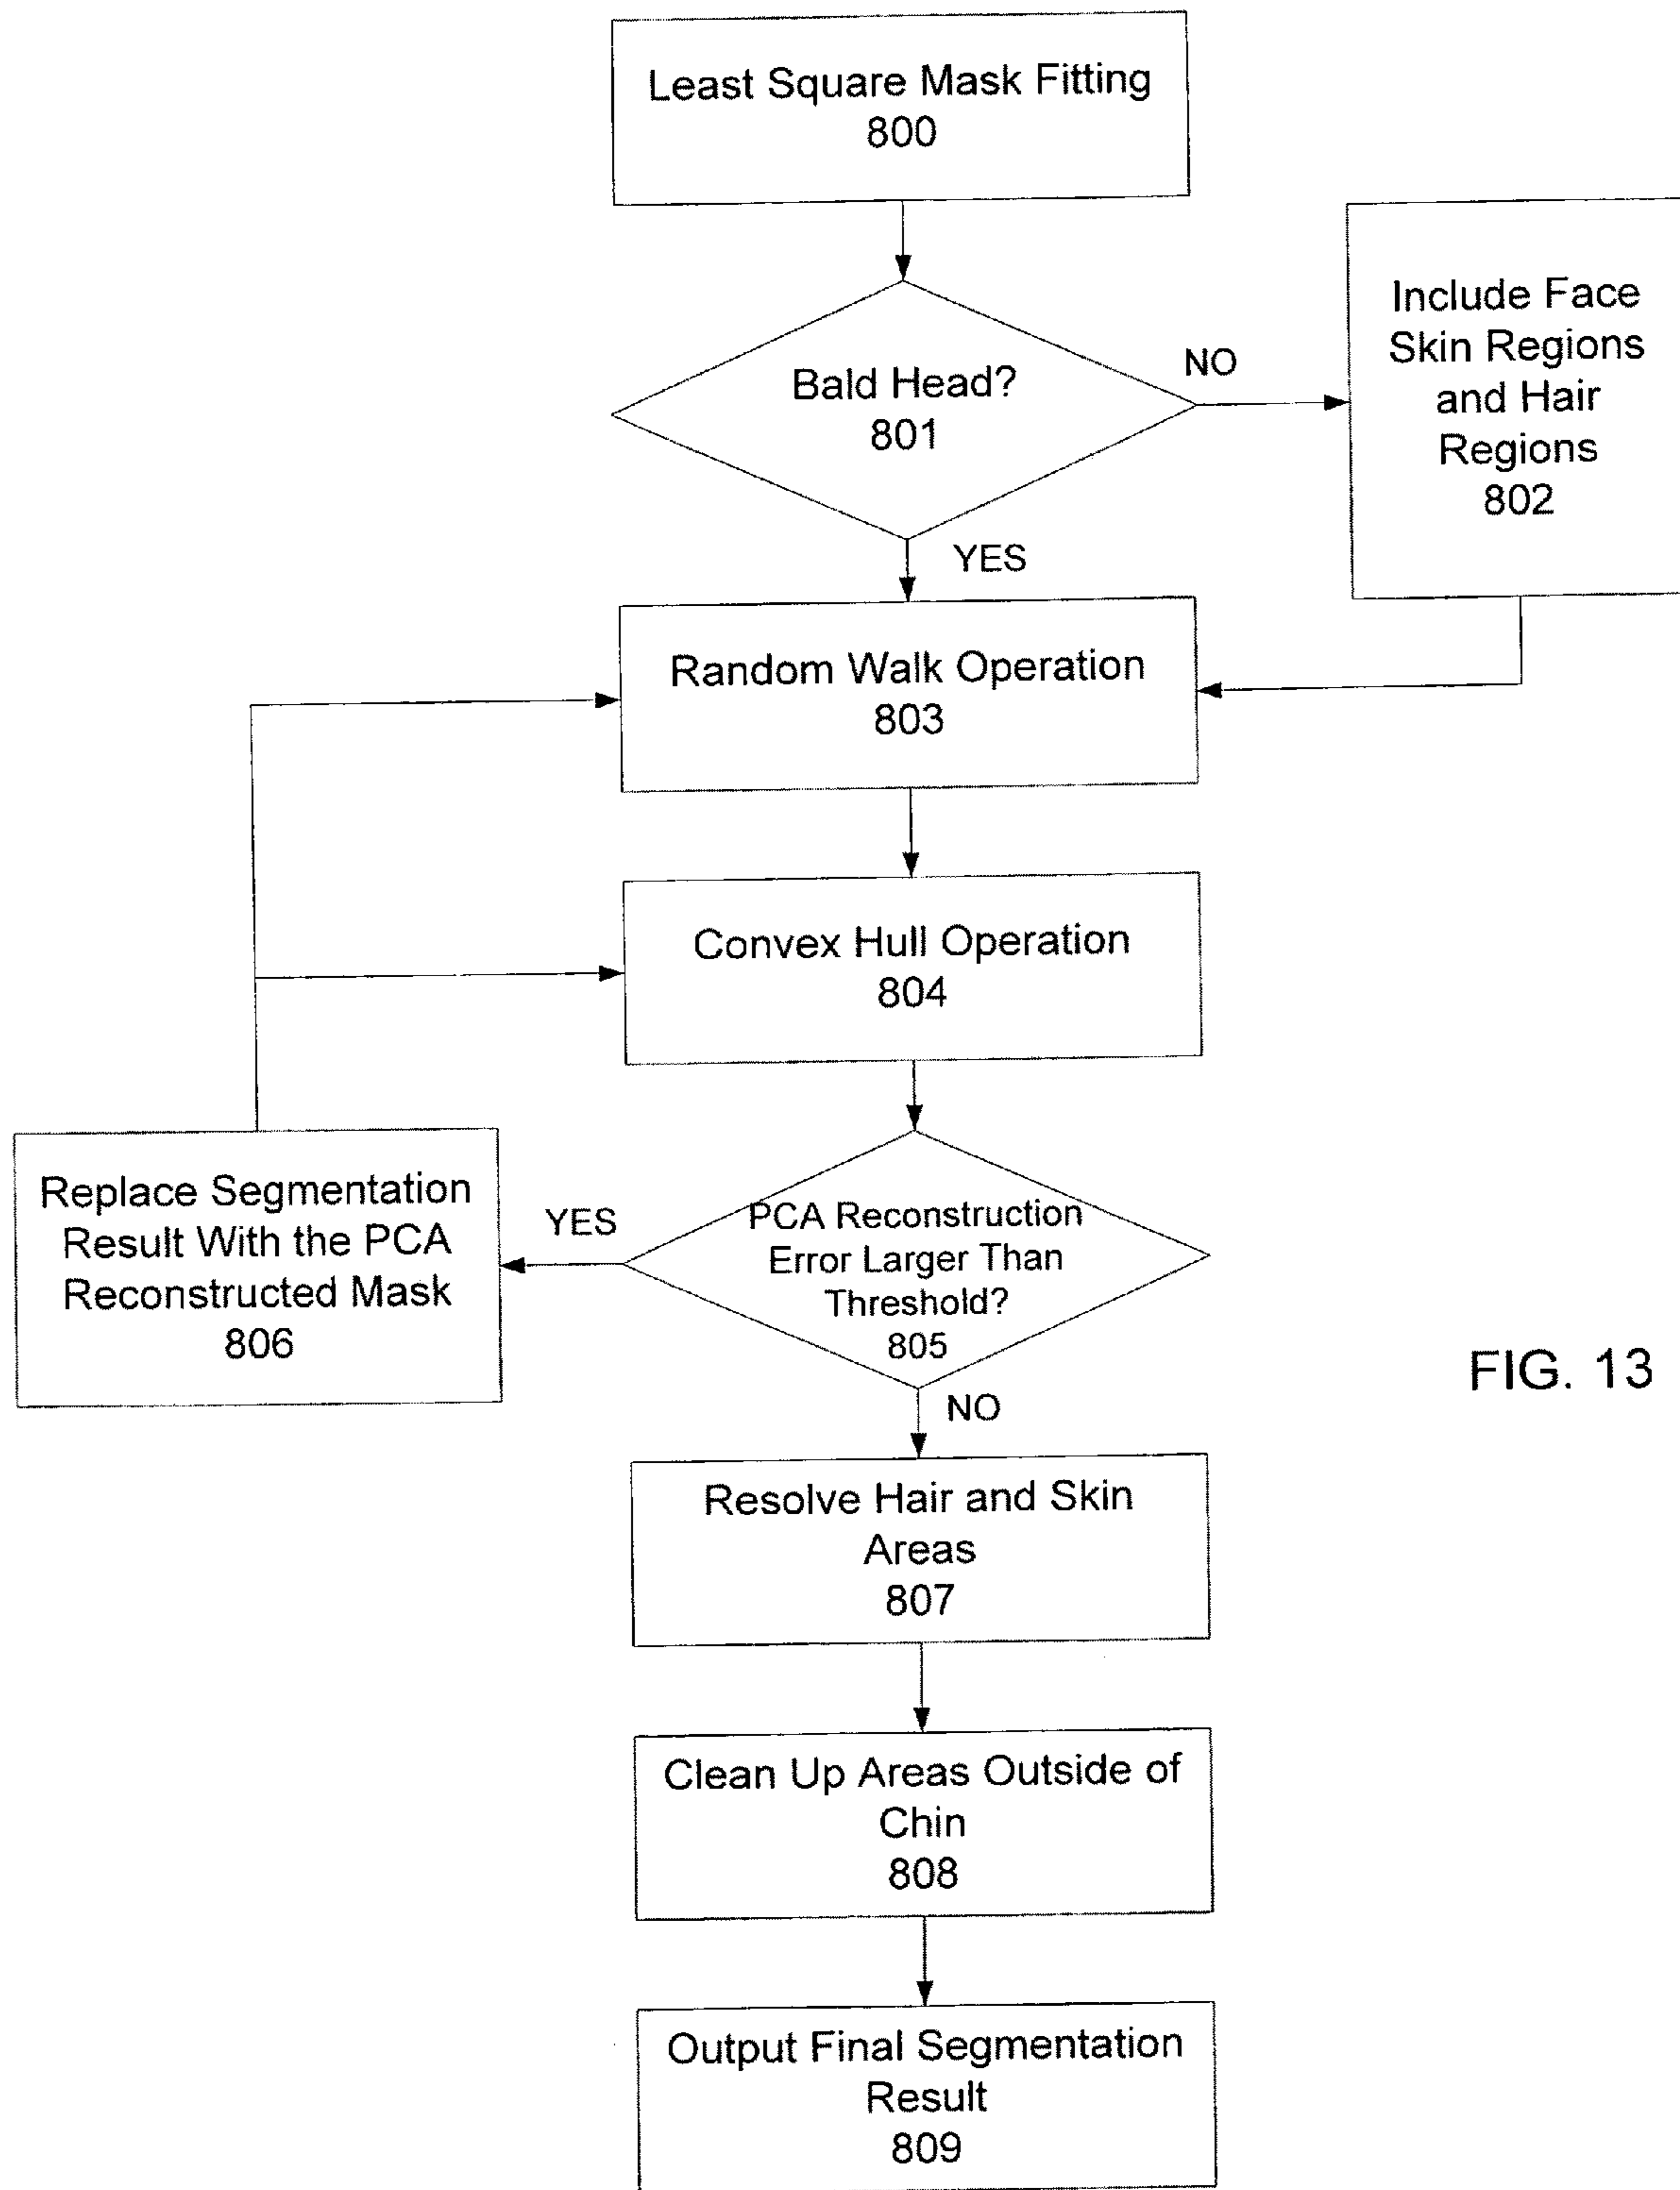 Least Square Mask Fitting
800
Bald Head?
801
NO
Include Face
Skin Regions
and Hair
Regions
802
YES
Random Walk Operation
803
Convex Hull Operation
804
PCA Reconstruction
Error Larger Than
Threshold?
805
YES
Replace Segmentation
Result With the PCA
Reconstructed Mask
806
NO
FIG. 13
Resolve Hair and Skin
Areas
807
Clean Up Areas Outside of
Chin
808
Output Final Segmentation
Result
809